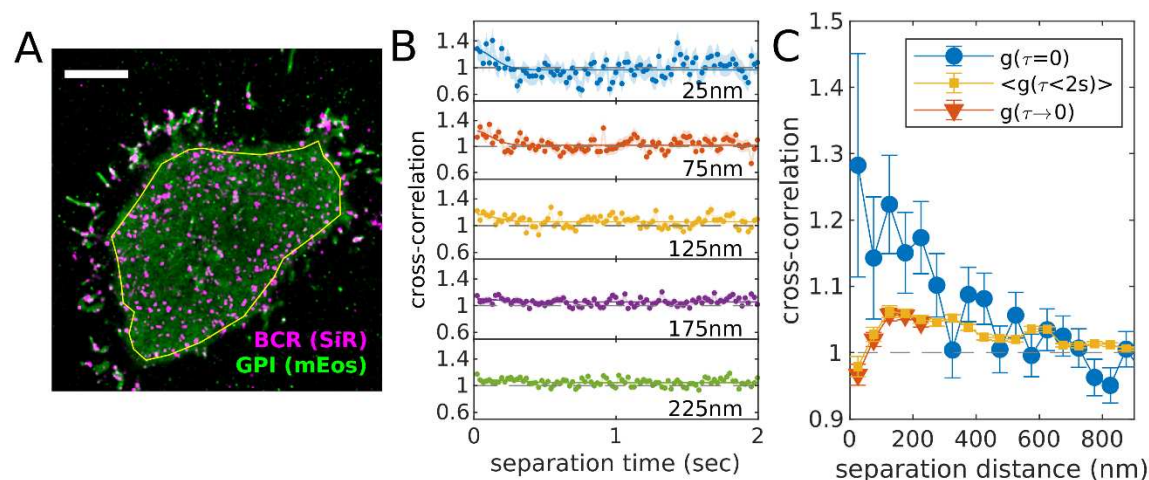 A
BCR (SiR)
GPI (mEos)
B
cross-correlation
1.4
1
0.6
25nm
1.4
1
0.6
75nm
1.4
1
0.6
125nm
1.4
1
0.6
175nm
1.4
1
0.6
225nm
0 1 2
separation time (sec)
C
cross-correlation
1.5
1.4
1.3
1.2
1.1
1
0.9
g(τ=0)
<g(τ<2s)>
g(τ→0)
0 200 400 600 800
separation distance (nm)